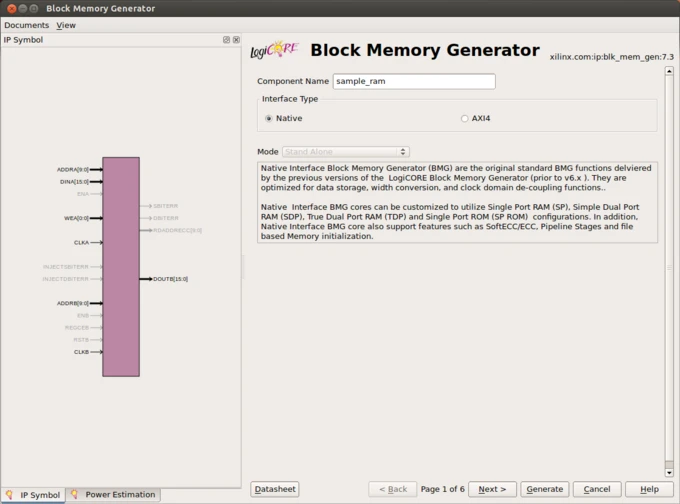 Block Memory Generator
Documents View
IP Symbol
LogiCORE
Block Memory Generator
xilinx.com:ip:blk_mem_gen:7.3
Component Name sample_ram
Interface Type
Native
AXI4
Mode Stand Alone
Native Interface Block Memory Generator (BMG) are the original standard BMG functions delviered
by the previous versions of the LogiCORE Block Memory Generator (prior to v6.x ). They are
optimized for data storage, width conversion, and clock domain de-coupling functions..
Native Interface BMG cores can be customized to utilize Single Port RAM (SP), Simple Dual Port
RAM (SDP), True Dual Port RAM (TDP) and Single Port ROM (SP ROM) configurations. In addition,
Native Interface BMG core also support features such as SoftECC/ECC, Pipeline Stages and file
based Memory initialization.
ADDRA[9:0]
DINA[15:0]
ENA
SBITERR
WEA[0:0]
DBITERR
RDADDRECC[9:0]
CLKA
INJECTSBITERR
INJECTDBITERR
DOUTB[15:0]
ADDRB[9:0]
ENB
REGCEB
RSTB
CLKB
IP Symbol
Power Estimation
Datasheet
< Back
Page 1 of 6
Next >
Generate
Cancel
Help